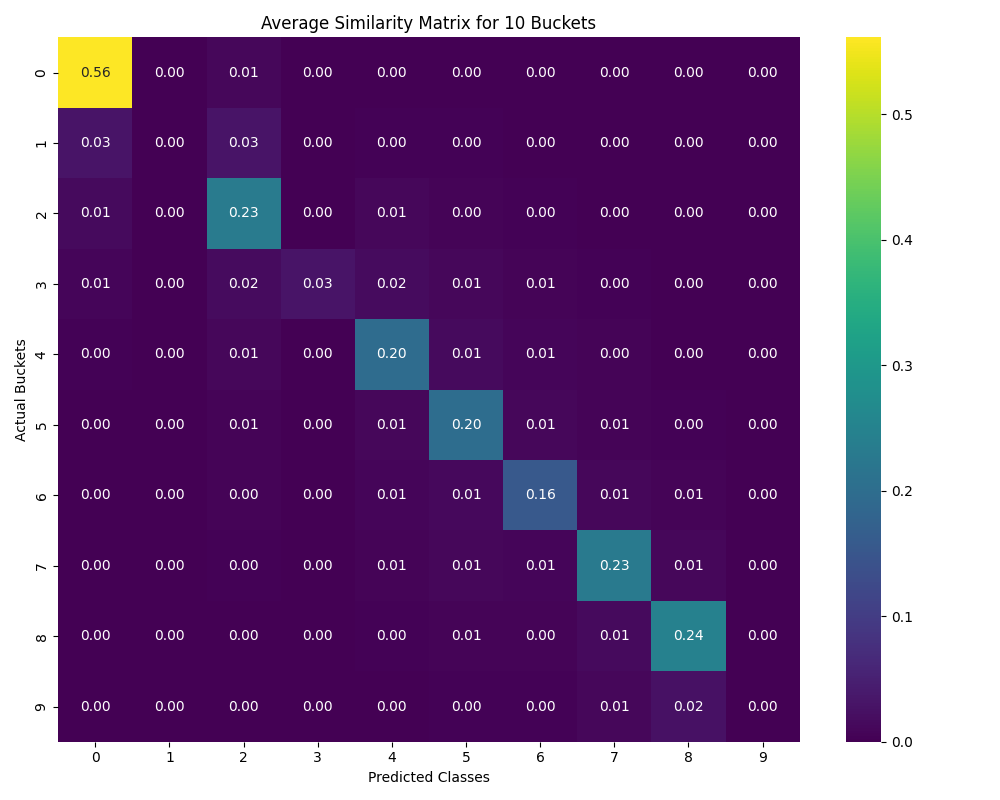 Average Similarity Matrix for 10 Buckets
0 0.56 0.00 0.01 0.00 0.00 0.00 0.00 0.00 0.00 0.00
1 0.03 0.00 0.03 0.00 0.00 0.00 0.00 0.00 0.00 0.00
2 0.01 0.00 0.23 0.00 0.01 0.00 0.00 0.00 0.00 0.00
3 0.01 0.00 0.02 0.03 0.02 0.01 0.01 0.00 0.00 0.00
4 0.00 0.00 0.01 0.00 0.20 0.01 0.01 0.00 0.00 0.00
5 0.00 0.00 0.01 0.00 0.01 0.20 0.01 0.01 0.00 0.00
6 0.00 0.00 0.00 0.00 0.01 0.01 0.16 0.01 0.01 0.00
7 0.00 0.00 0.00 0.00 0.01 0.01 0.01 0.23 0.01 0.00
8 0.00 0.00 0.00 0.00 0.00 0.01 0.00 0.01 0.24 0.00
9 0.00 0.00 0.00 0.00 0.00 0.00 0.00 0.01 0.02 0.00
0 1 2 3 4 5 6 7 8 9
Predicted Classes
Actual Buckets
0.5
0.4
0.3
0.2
0.1
0.0